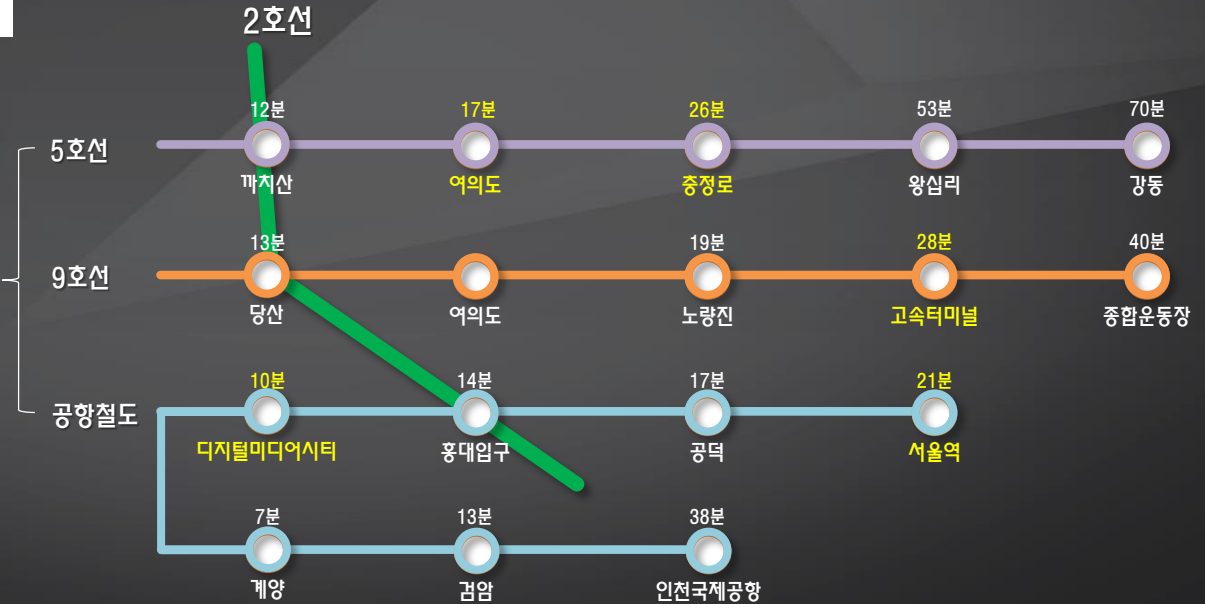 2호선
12분 17분 26분 53분 70분
5호선
까치산 여의도 충정로 왕십리 강동
13분 19분 28분 40분
9호선
당산 여의도 노량진 고속터미널 종합운동장
10분 14분 17분 21분
공항철도
디지털미디어시티 홍대입구 공덕 서울역
7분 13분 38분
계양 검암 인천국제공항